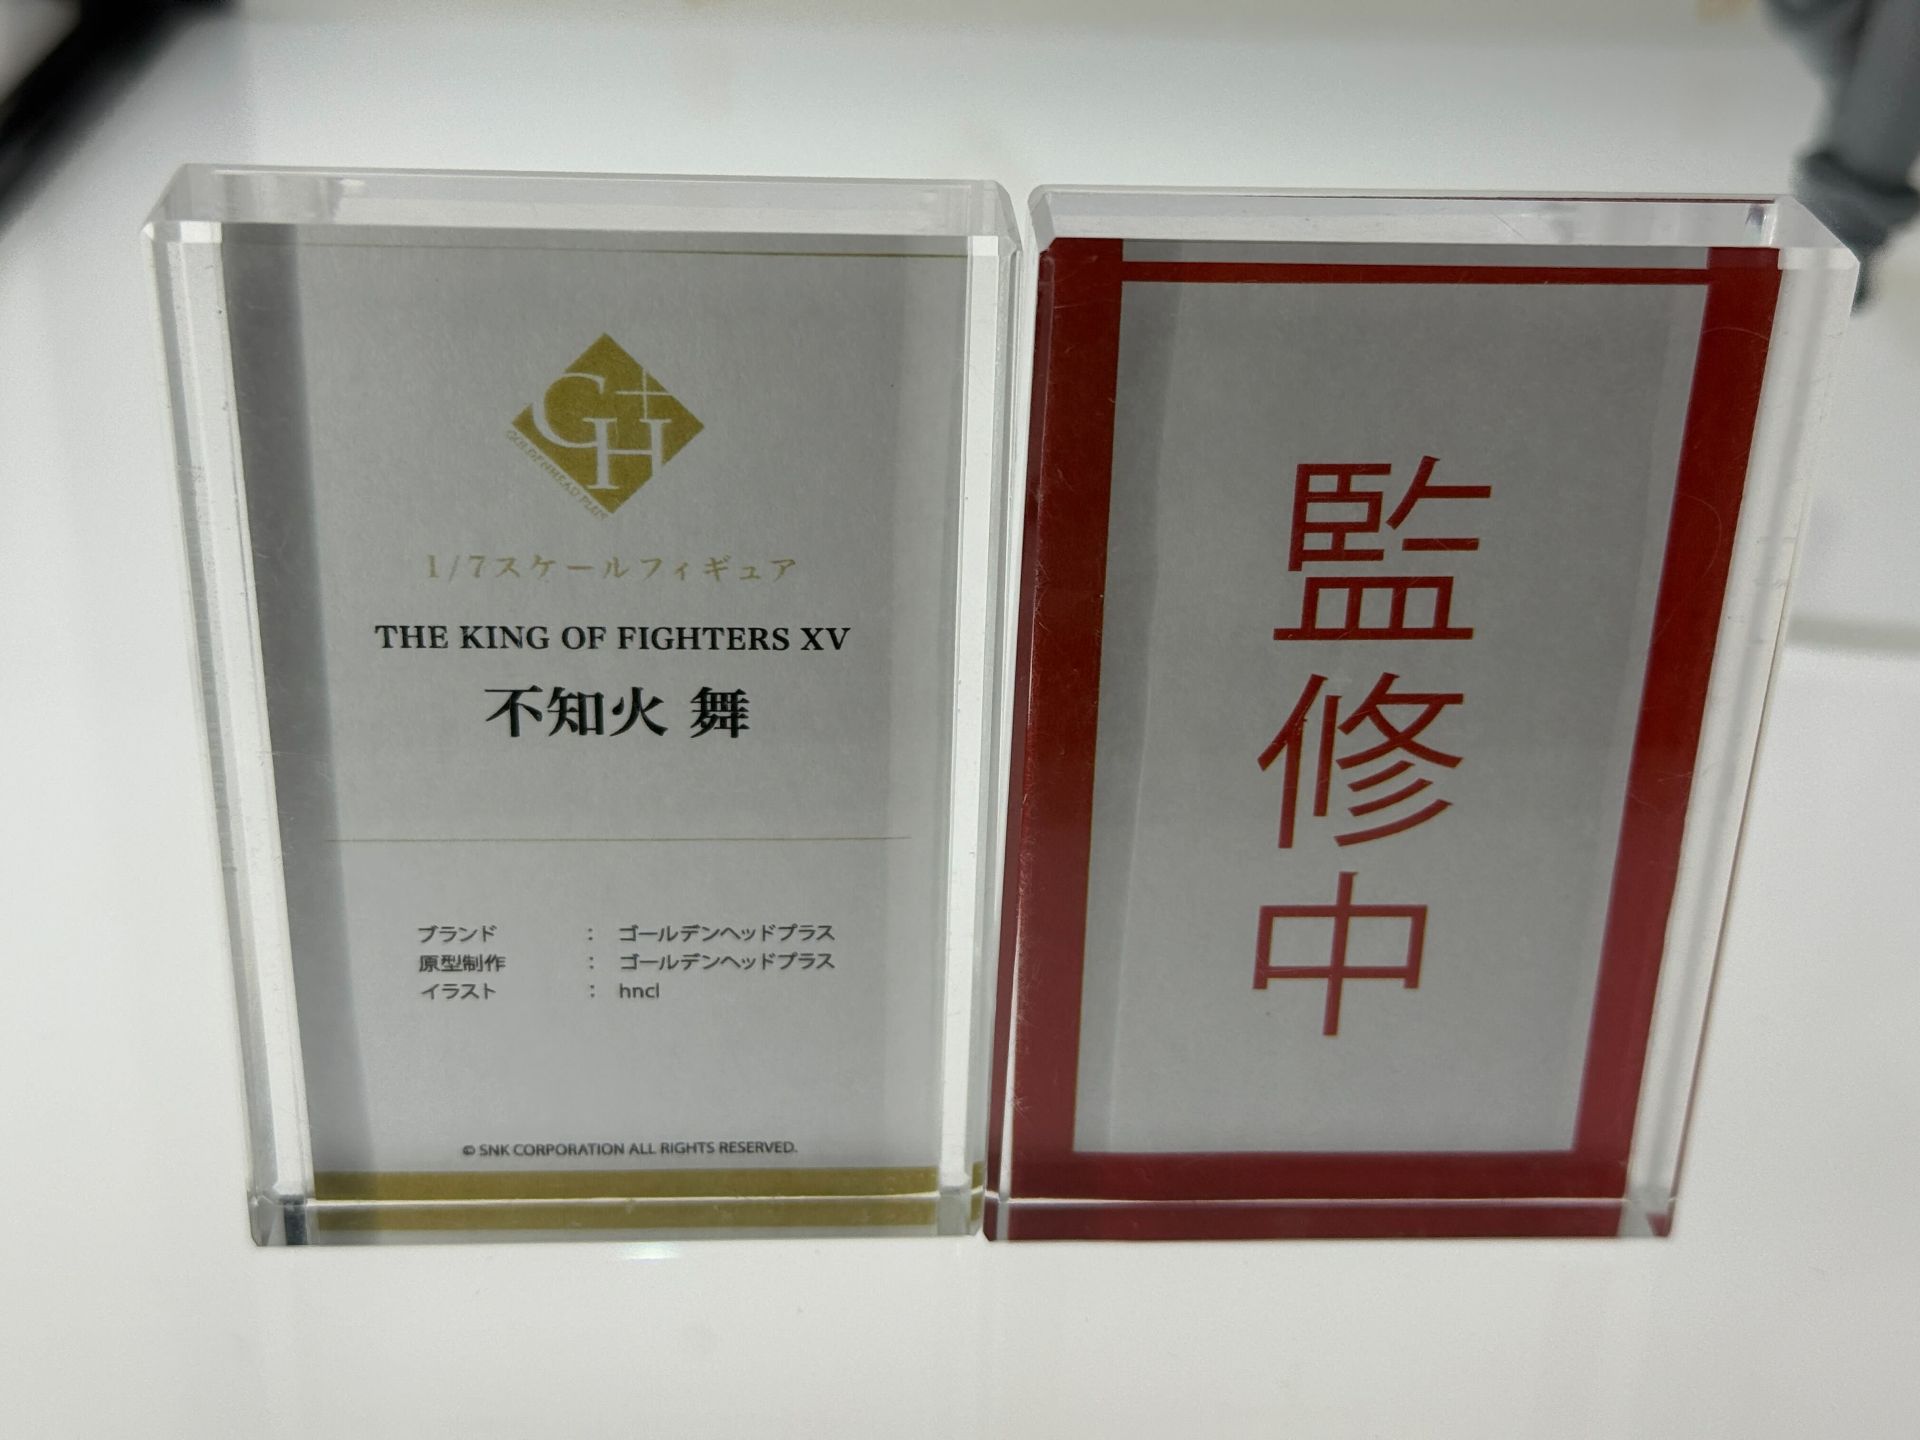 G+H
GOLDENHEAD PLUS
1/7スケールフィギュア
THE KING OF FIGHTERS XV
不知火 舞
ブランド : ゴールデンヘッドプラス
原型制作 : ゴールデンヘッドプラス
イラスト : hncl
© SNK CORPORATION ALL RIGHTS RESERVED.
監修中